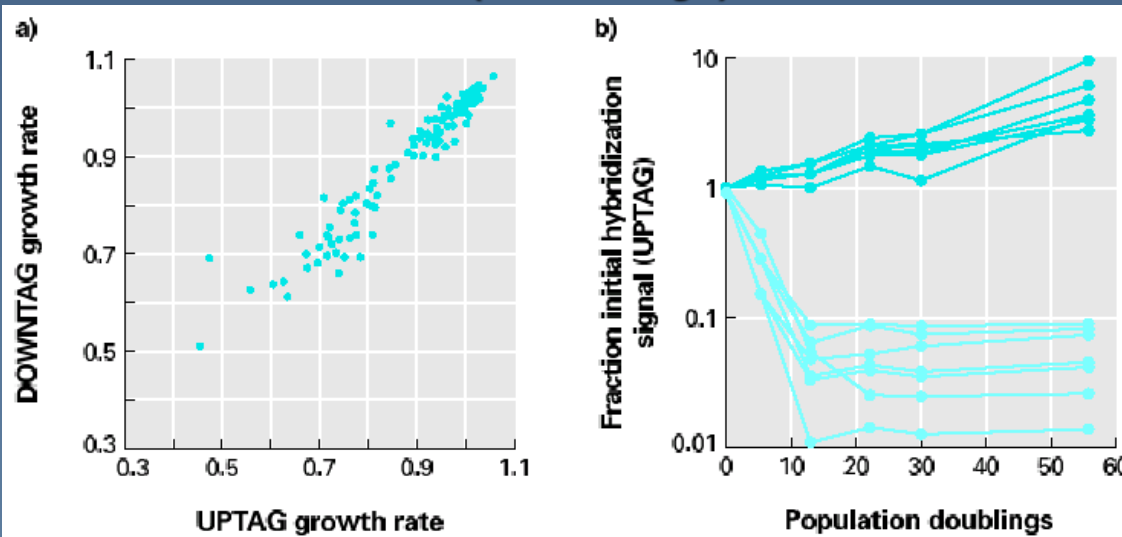 a)
DOWNTAG growth rate
1.1
0.9
0.7
0.5
0.3
0.3 0.5 0.7 0.9 1.1
UPTAG growth rate
b)
Fraction initial hybridization
signal (UPTAG)
10
1
0.1
0.01
0 10 20 30 40 50 60
Population doublings